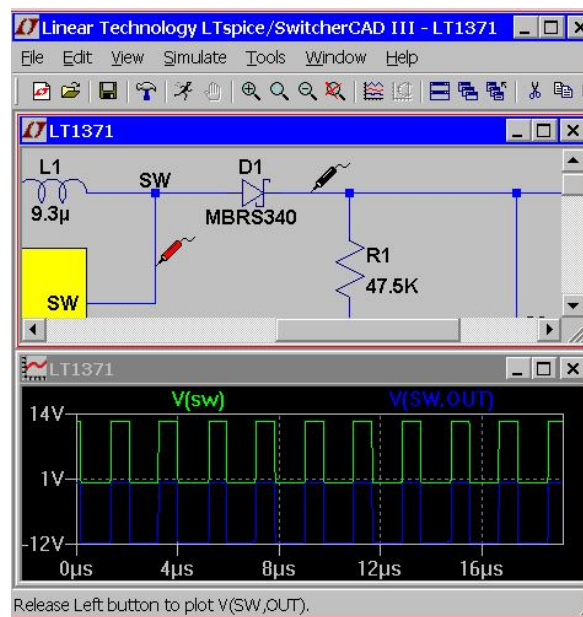 Linear Technology LTspice/SwitcherCAD III - LT1371
File Edit View Simulate Tools Window Help
LT1371
L1
SW
D1
9.3µ
MBRS340
R1
47.5K
SW
LT1371
V(sw) V(SW,OUT)
14V
1V
-12V
0µs 4µs 8µs 12µs 16µs
Release Left button to plot V(SW,OUT).